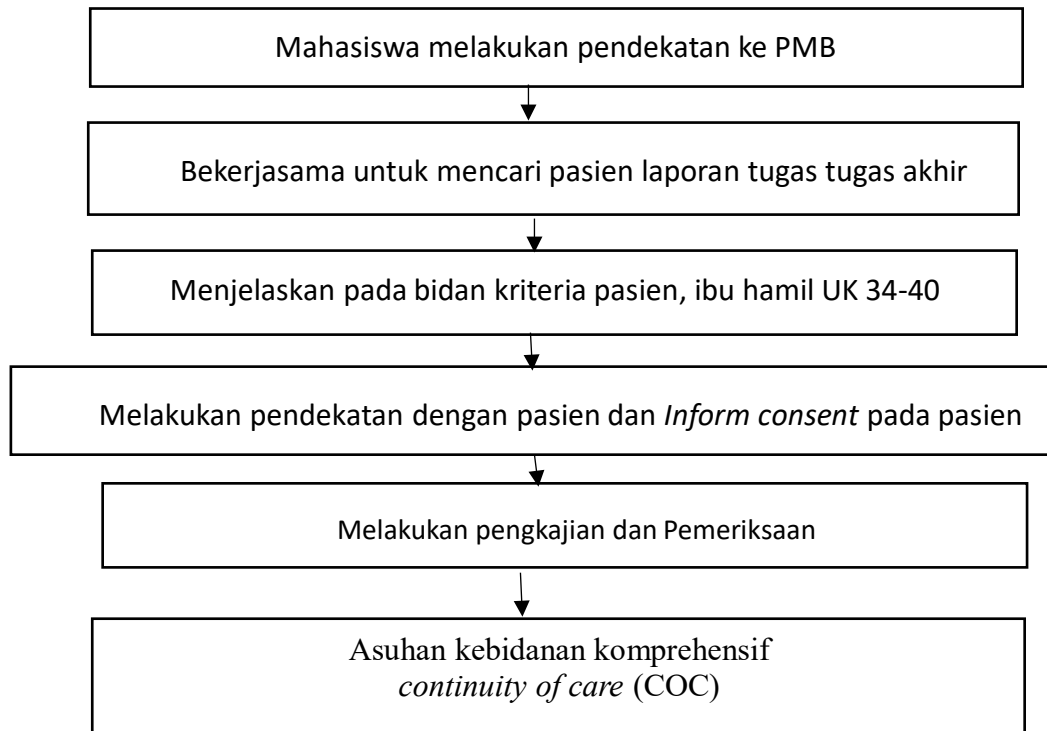 Mahasiswa melakukan pendekatan ke PMB
Bekerjasama untuk mencari pasien laporan tugas tugas akhir
Menjelaskan pada bidan kriteria pasien, ibu hamil UK 34-40
Melakukan pendekatan dengan pasien dan Inform consent pada pasien
Melakukan pengkajian dan Pemeriksaan
Asuhan kebidanan komprehensif
continuity of care (COC)